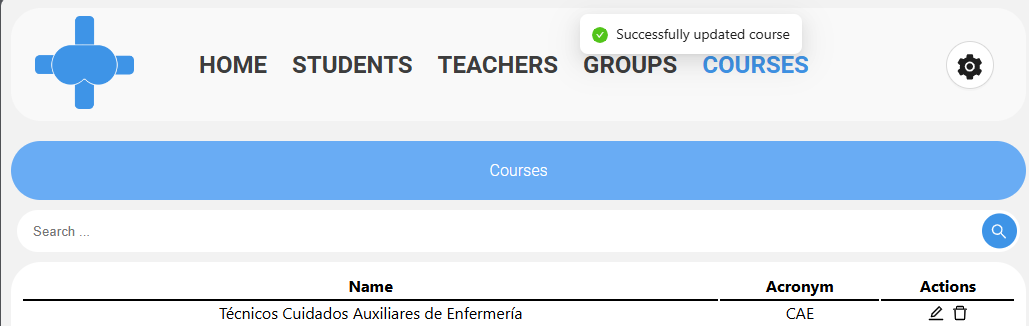 Successfully updated course
HOME STUDENTS TEACHERS GROUPS COURSES
Courses
Search ...
Name Acronym Actions
Técnicos Cuidados Auxiliares de Enfermería CAE